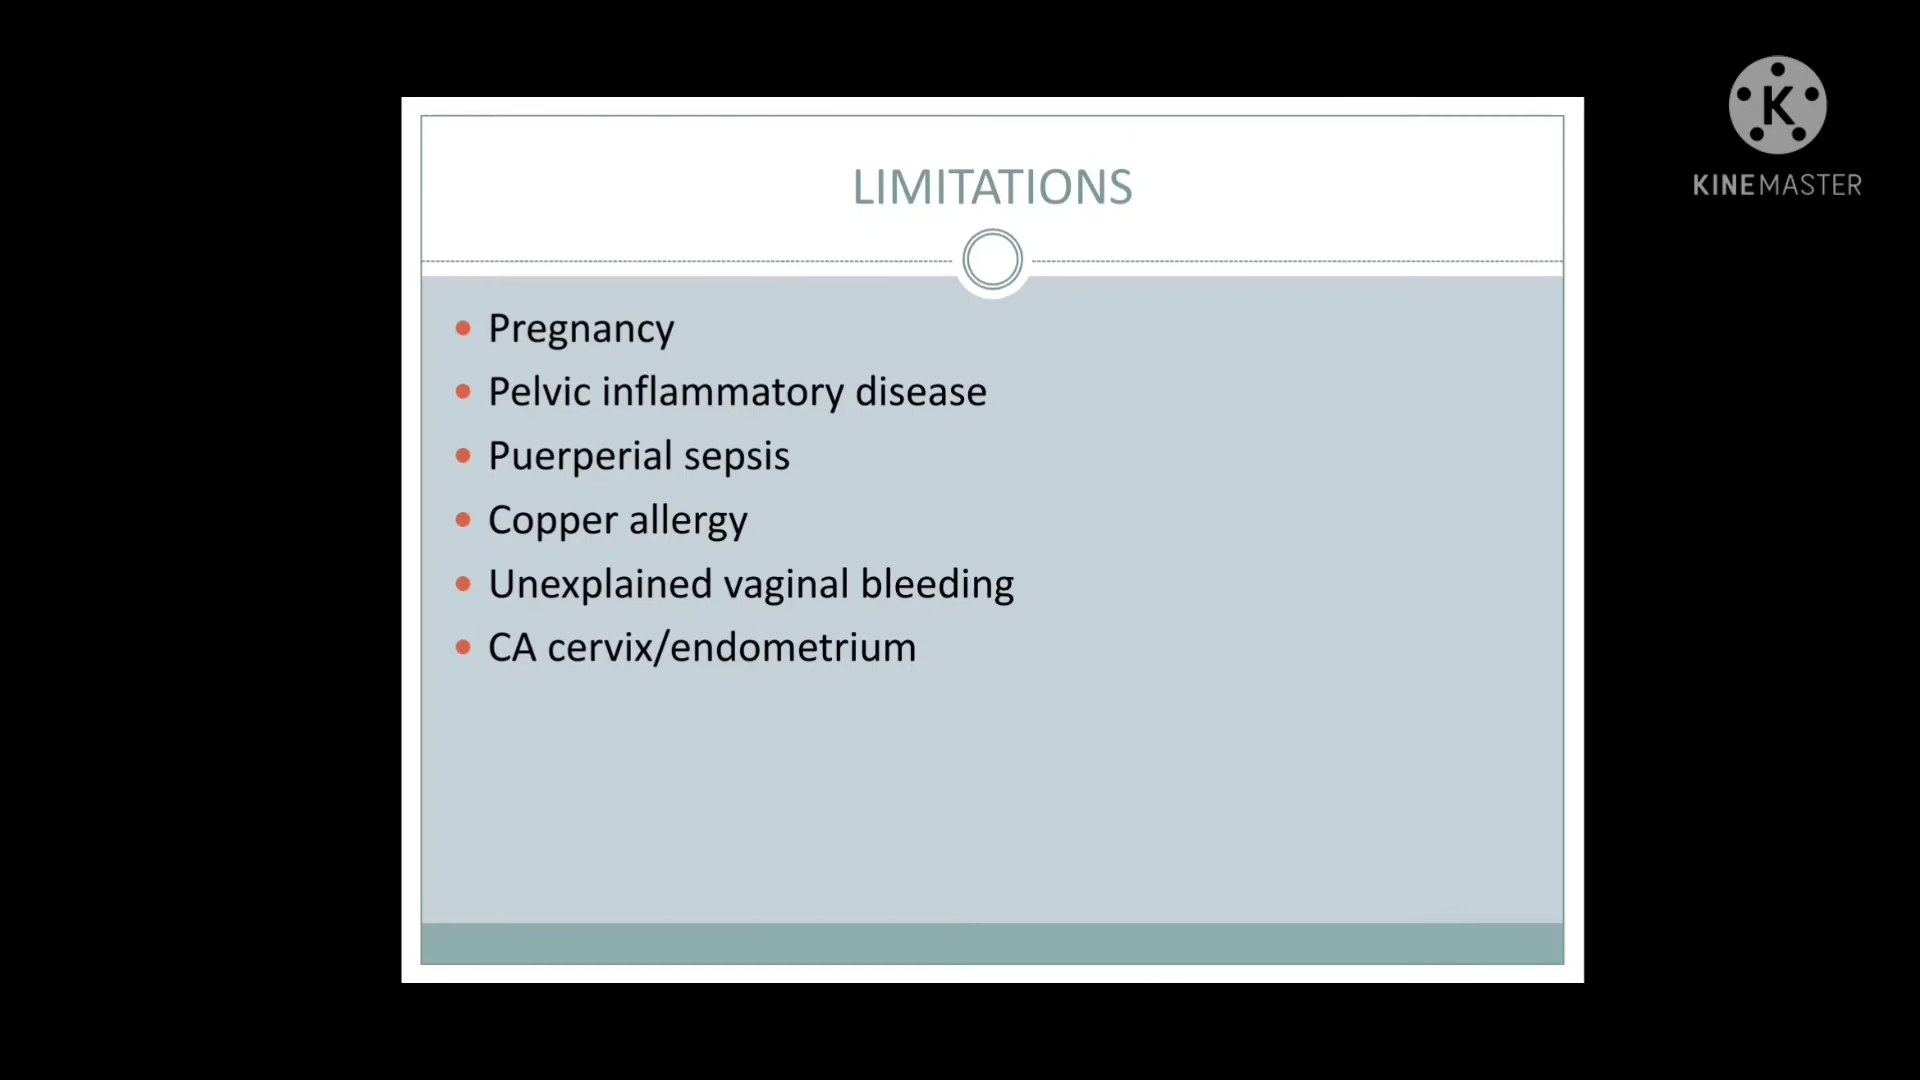 LIMITATIONS
Pregnancy
Pelvic inflammatory disease
Puerperial sepsis
Copper allergy
Unexplained vaginal bleeding
CA cervix/endometrium
K
KINEMASTER